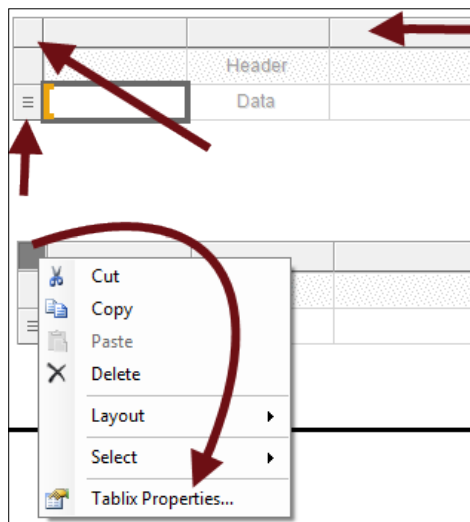 Header
Data
Cut
Copy
Paste
Delete
Layout
Select
Tablix Properties...